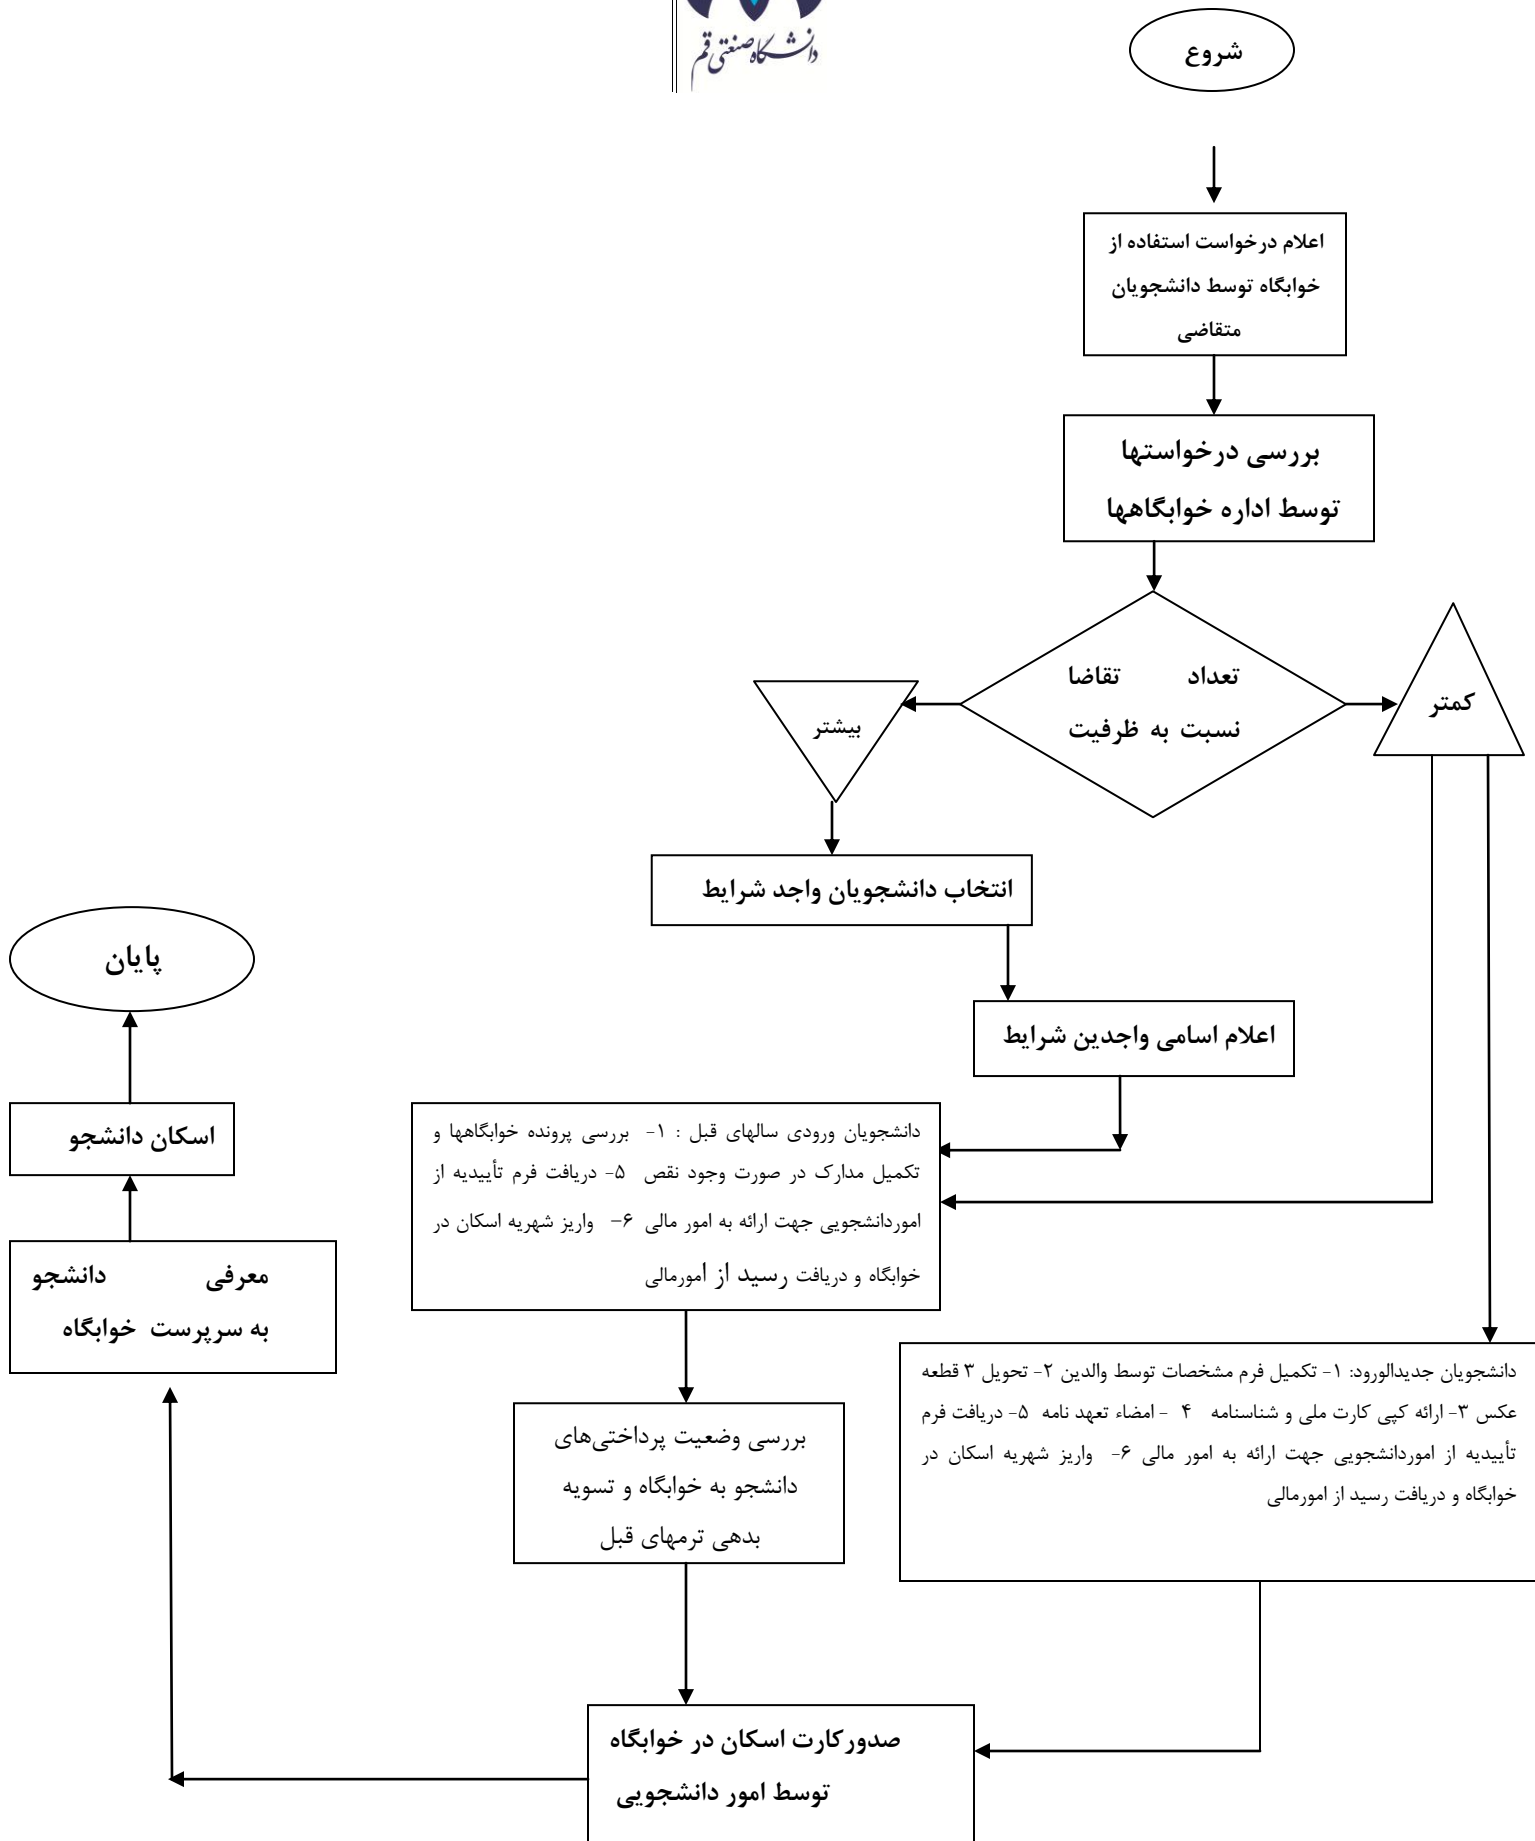 دانشگاه صنعتی قم
شروع
اعلام درخواست استفاده از
خوابگاه توسط دانشجویان
متقاضی
بررسی درخواستها
توسط اداره خوابگاهها
تعداد تقاضا
نسبت به ظرفیت
کمتر
بیشتر
انتخاب دانشجویان واجد شرایط
اعلام اسامی واجدین شرایط
دانشجویان ورودی سالهای قبل : ۱- بررسی پرونده خوابگاهها و
تکمیل مدارک در صورت وجود نقص ۵- دریافت فرم تأییدیه از
اموردانشجویی جهت ارائه به امور مالی ۶- واریز شهریه اسکان در
خوابگاه و دریافت رسید از امورمالی
دانشجویان جدیدالورود: ۱- تکمیل فرم مشخصات توسط والدین ۲- تحویل ۳ قطعه
عکس ۳- ارائه کپی کارت ملی و شناسنامه ۴ - امضاء تعهد نامه ۵- دریافت فرم
تأییدیه از اموردانشجویی جهت ارائه به امور مالی ۶- واریز شهریه اسکان در
خوابگاه و دریافت رسید از امورمالی
بررسی وضعیت پرداختی‌های
دانشجو به خوابگاه و تسویه
بدهی ترمهای قبل
صدورکارت اسکان در خوابگاه
توسط امور دانشجویی
معرفی دانشجو
به سرپرست خوابگاه
اسکان دانشجو
پایان